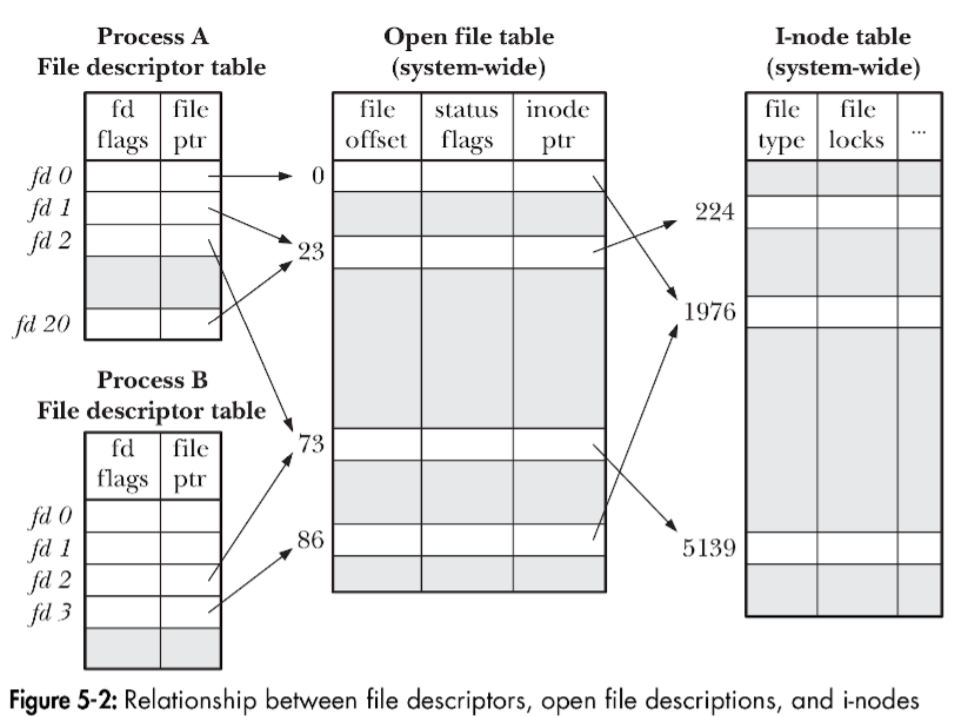 Process A
File descriptor table
fd flags
file ptr
fd 0
fd 1
fd 2
fd 20
Process B
File descriptor table
fd flags
file ptr
fd 0
fd 1
fd 2
fd 3
Open file table
(system-wide)
file offset
status flags
inode ptr
0
23
73
86
I-node table
(system-wide)
file type
file locks
...
224
1976
5139
Figure 5-2: Relationship between file descriptors, open file descriptions, and i-nodes